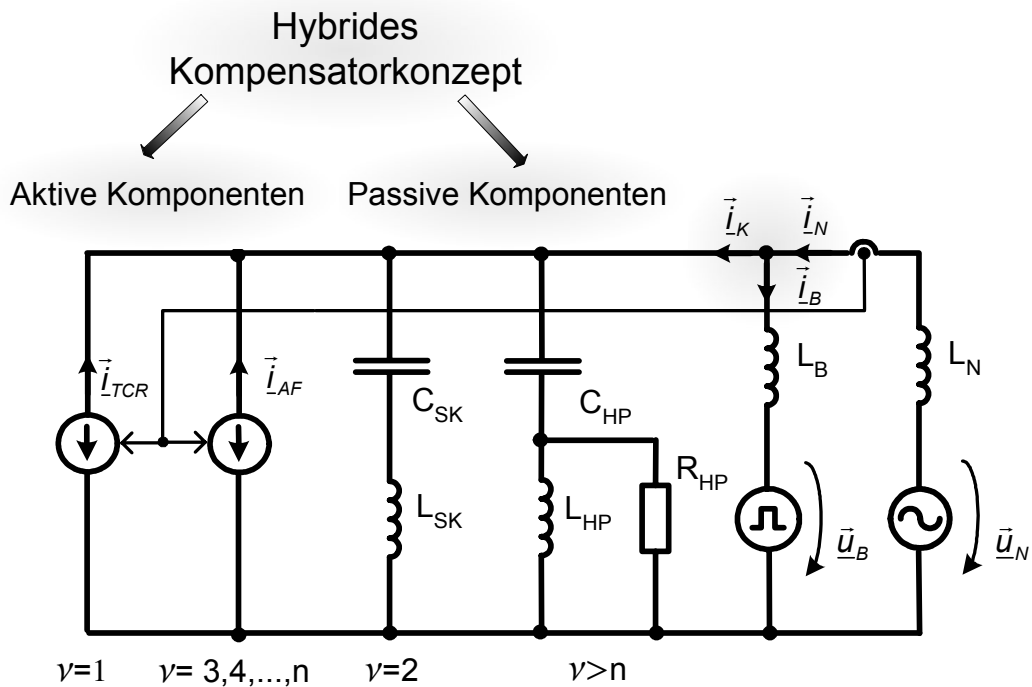 Hybrides
Kompensatorkonzept
Aktive Komponenten
Passive Komponenten
i_K
i_N
i_B
i_TCR
i_AF
C_SK
C_HP
L_B
L_N
L_SK
L_HP
R_HP
u_B
u_N
ν=1
ν= 3,4,...,n
ν=2
ν>n